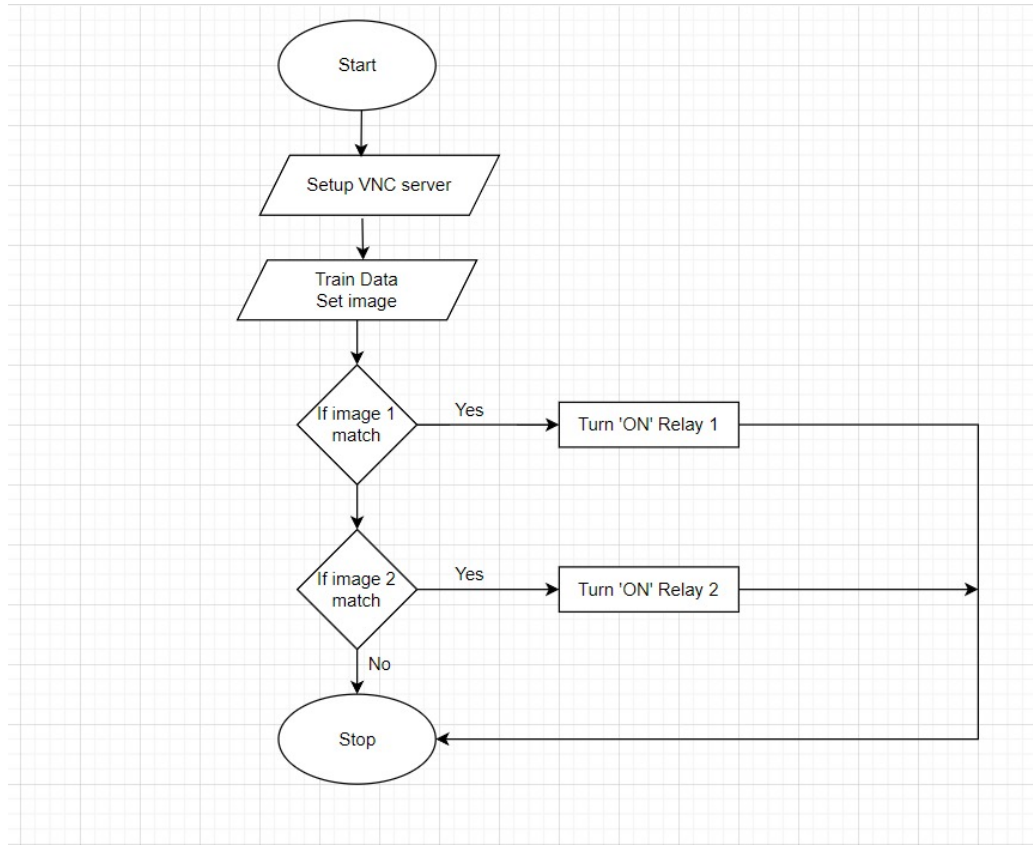 Start
Setup VNC server
Train Data
Set image
If image 1
match
Yes
Turn 'ON' Relay 1
If image 2
match
Yes
Turn 'ON' Relay 2
No
Stop